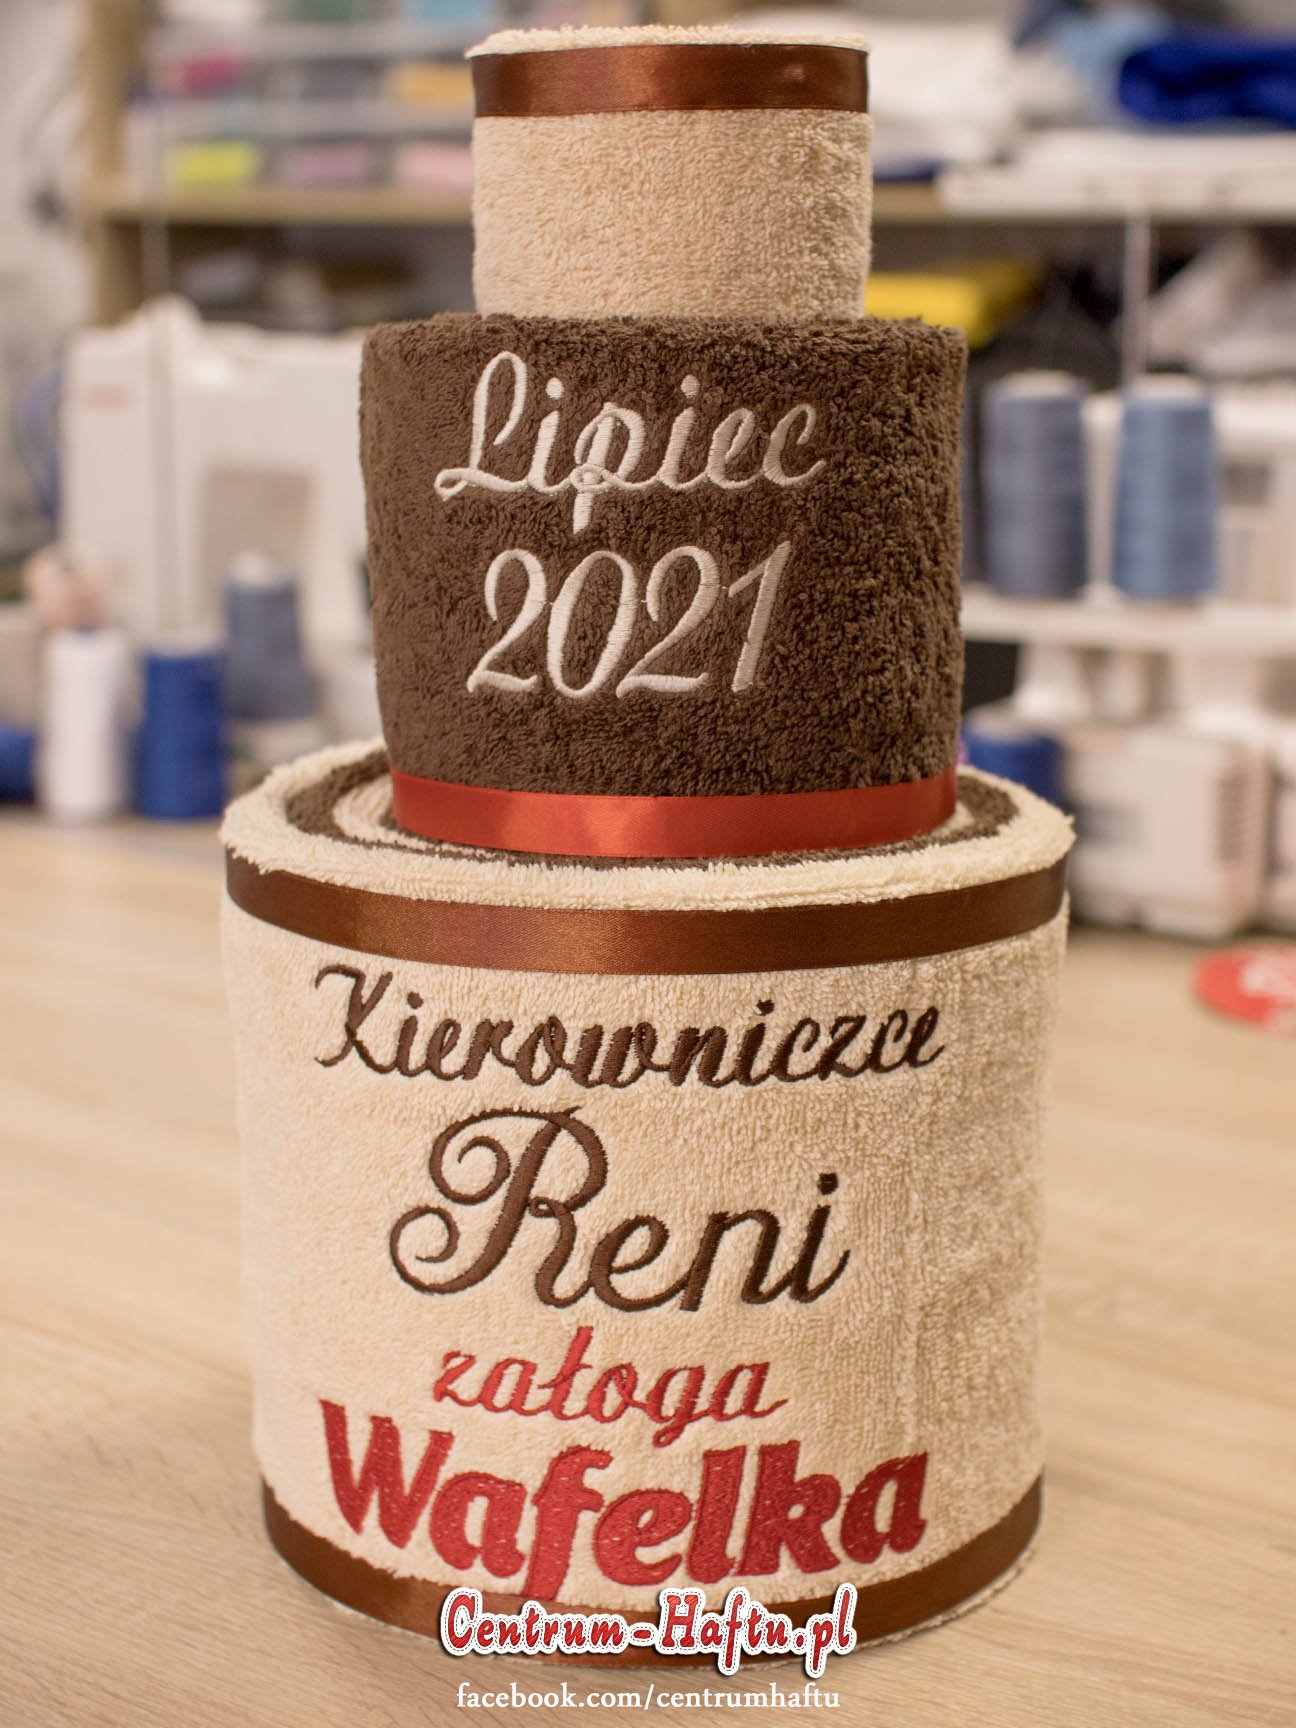 Lipiec
2021
Kierowniczce
Reni
załoga
Wafelka
Centrum-Haftu.pl
facebook.com/centrumhaftu